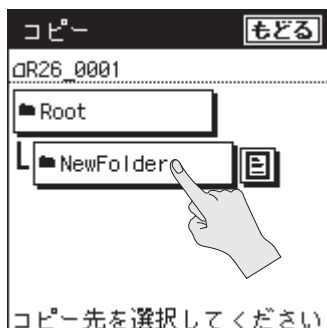 コピー
もどる
R26_0001
Root
NewFolder
コピー先を選択してください